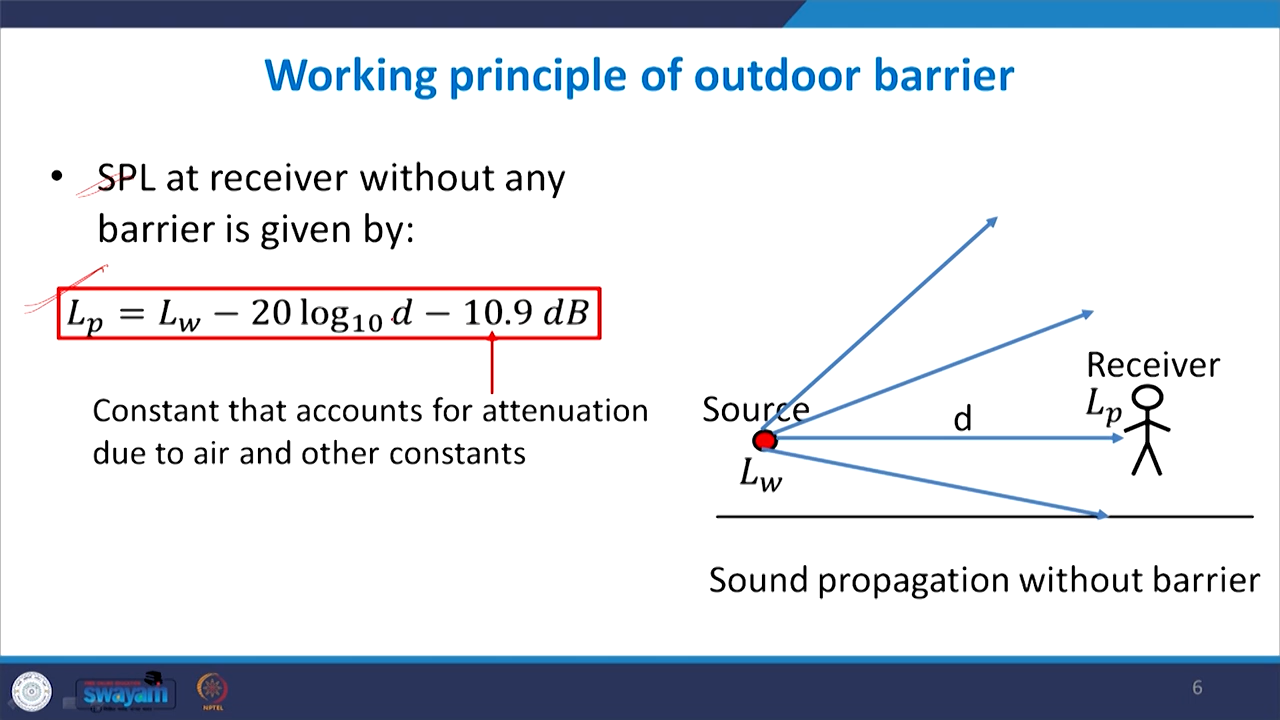 Working principle of outdoor barrier
• SPL at receiver without any
barrier is given by:
L_p = L_w − 20 log₁₀ d − 10.9 dB
Constant that accounts for attenuation
due to air and other constants
Receiver
L_p
Source
d
L_w
Sound propagation without barrier
swayam
NPTEL
6